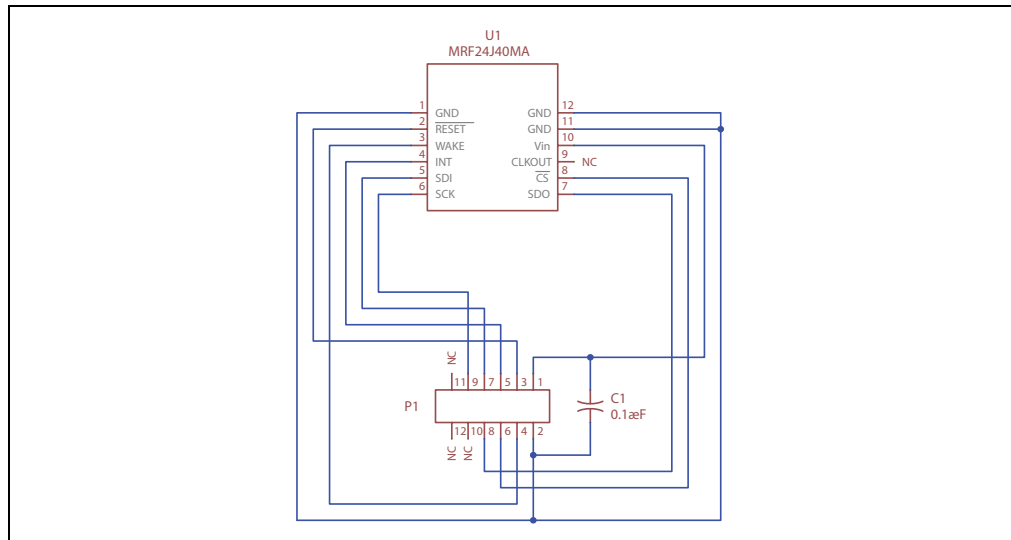 U1
MRF24J40MA
1 GND GND 12
2 RESET GND 11
3 WAKE Vin 10
4 INT CLKOUT 9 NC
5 SDI CS 8
6 SCK SDO 7
NC
11 9 7 5 3 1
P1
C1
0.1æF
12 10 8 6 4 2
NC NC